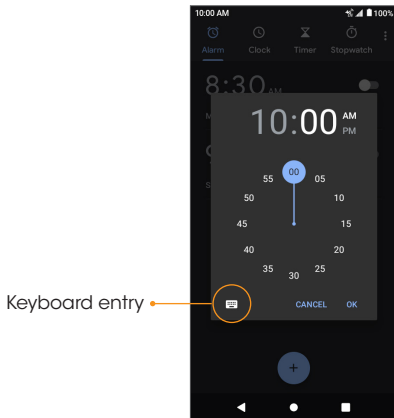 10:00 AM 100%
Alarm Clock Timer Stopwatch
8:30 AM
M
10:00 AM
PM
00
55 05
50 10
45 15
40 20
35 25
30
S
Keyboard entry
CANCEL OK
+